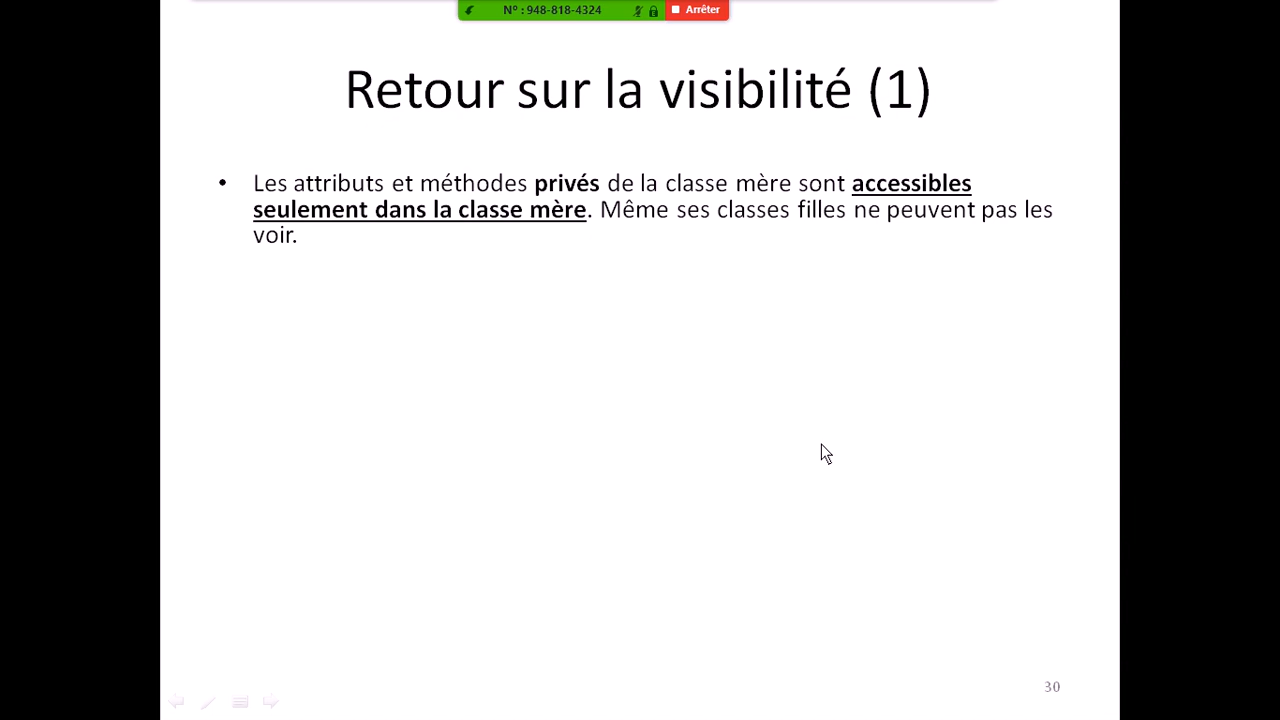 N° : 948-818-4324 Arrêter
Retour sur la visibilité (1)
• Les attributs et méthodes privés de la classe mère sont accessibles
seulement dans la classe mère. Même ses classes filles ne peuvent pas les
voir.
30